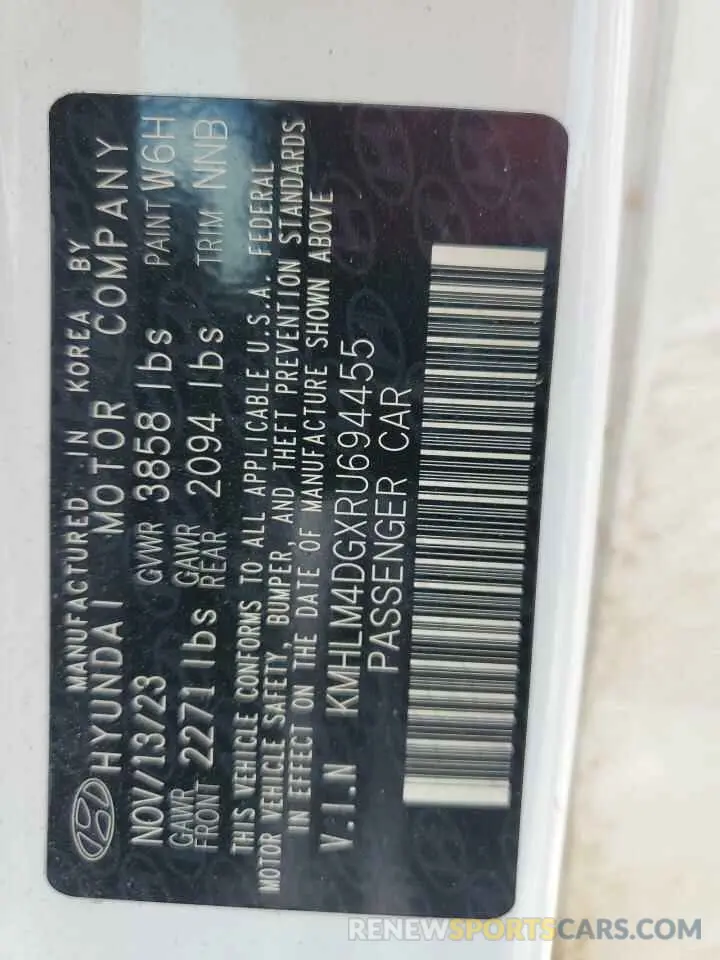 MANUFACTURED IN KOREA BY
HYUNDAI MOTOR COMPANY
NOV/13/23 GVWR 3858 lbs PAINT W6H
GAWR FRONT 2271 lbs GAWR REAR 2094 lbs TRIM NNB
THIS VEHICLE CONFORMS TO ALL APPLICABLE U.S.A. FEDERAL
MOTOR VEHICLE SAFETY, BUMPER, AND THEFT PREVENTION STANDARDS
IN EFFECT ON THE DATE OF MANUFACTURE SHOWN ABOVE
V.I.N KMHLM4DGXRU694455
PASSENGER CAR
RENEWSPORTSCARS.COM